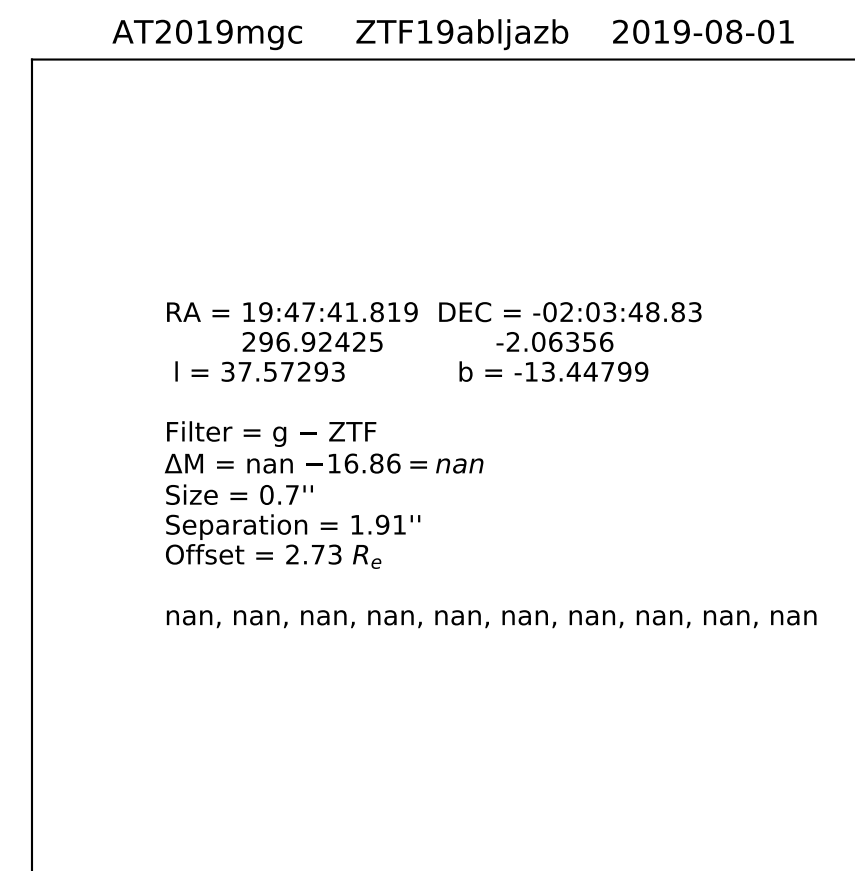 AT2019mgc ZTF19abljazb 2019-08-01
RA = 19:47:41.819 DEC = -02:03:48.83
296.92425 -2.06356
l = 37.57293 b = -13.44799
Filter = g − ZTF
ΔM = nan −16.86 = nan
Size = 0.7''
Separation = 1.91''
Offset = 2.73 Rₑ
nan, nan, nan, nan, nan, nan, nan, nan, nan, nan